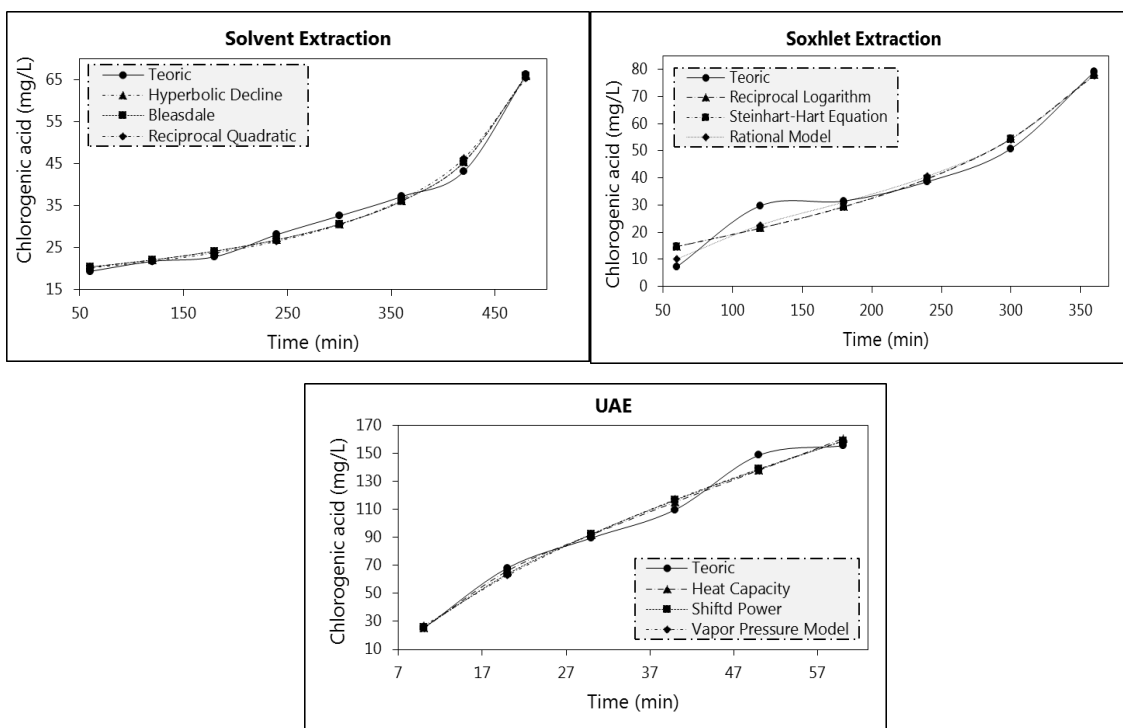 Solvent Extraction
Chlorogenic acid (mg/L)
65
55
45
35
25
15
Teoric
Hyperbolic Decline
Bleasdale
Reciprocal Quadratic
50 150 250 350 450
Time (min)
Soxhlet Extraction
Chlorogenic acid (mg/L)
80
70
60
50
40
30
20
10
0
Teoric
Reciprocal Logarithm
Steinhart-Hart Equation
Rational Model
50 100 150 200 250 300 350
Time (min)
UAE
Chlorogenic acid (mg/L)
170
150
130
110
90
70
50
30
10
Teoric
Heat Capacity
Shiftd Power
Vapor Pressure Model
7 17 27 37 47 57
Time (min)